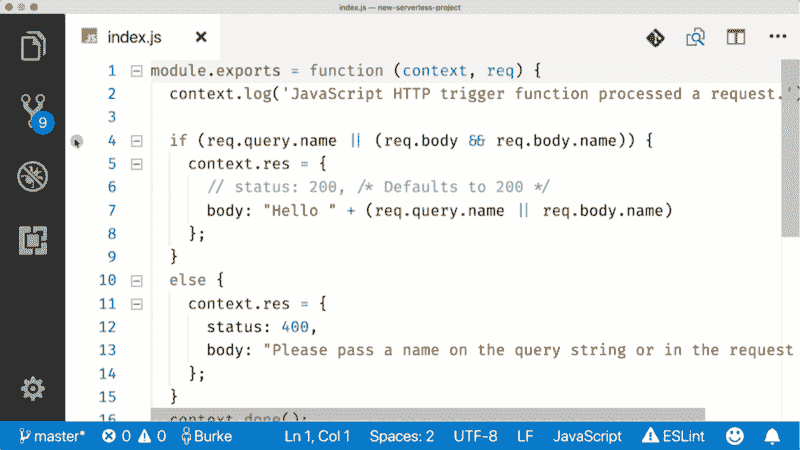 index.js — new-serverless-project
index.js
1 module.exports = function (context, req) {
2 context.log('JavaScript HTTP trigger function processed a request.')
3
4 if (req.query.name || (req.body && req.body.name)) {
5 context.res = {
6 // status: 200, /* Defaults to 200 */
7 body: "Hello " + (req.query.name || req.body.name)
8 };
9 }
10 else {
11 context.res = {
12 status: 400,
13 body: "Please pass a name on the query string or in the request
14 };
15 }
16 context.done();
9
master* 0 0 Burke Ln 1, Col 1 Spaces: 2 UTF-8 LF JavaScript ESLint